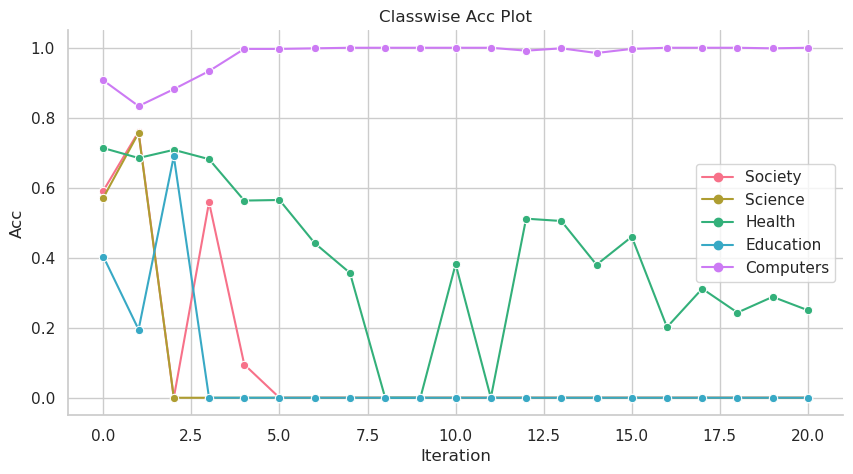 Classwise Acc Plot
1.0
0.8
0.6
0.4
0.2
0.0
Acc
Society
Science
Health
Education
Computers
0.0 2.5 5.0 7.5 10.0 12.5 15.0 17.5 20.0
Iteration